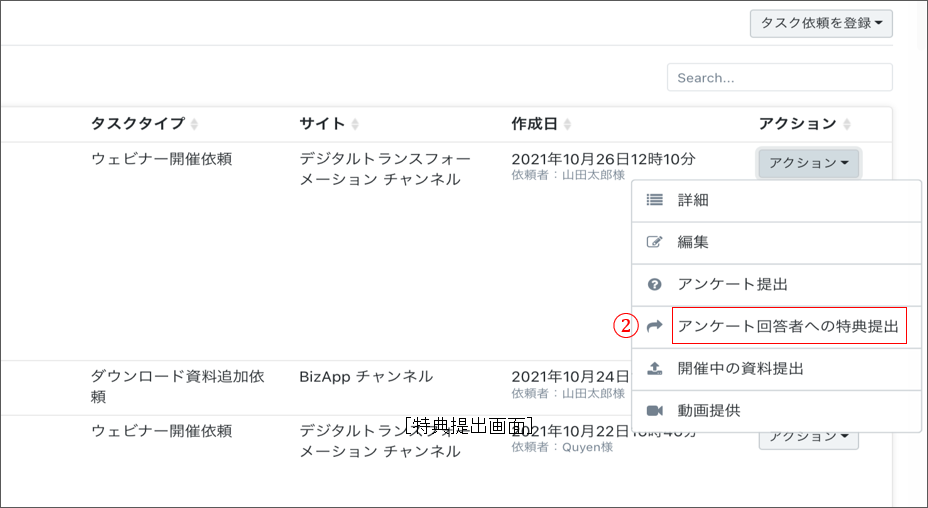 タスク依頼を登録
Search...
タスクタイプ サイト 作成日 アクション
ウェビナー開催依頼
デジタルトランスフォー
メーション チャンネル
2021年10月26日12時10分
依頼者：山田太郎様
アクション
詳細
編集
アンケート提出
② アンケート回答者への特典提出
開催中の資料提出
動画提供
ダウンロード資料追加依
頼
BizApp チャンネル
2021年10月24日
依頼者：山田太郎様
[特典提出画面]
ウェビナー開催依頼
デジタルトランスフォー
メーション チャンネル
2021年10月22日
依頼者：Quyen様
アクション